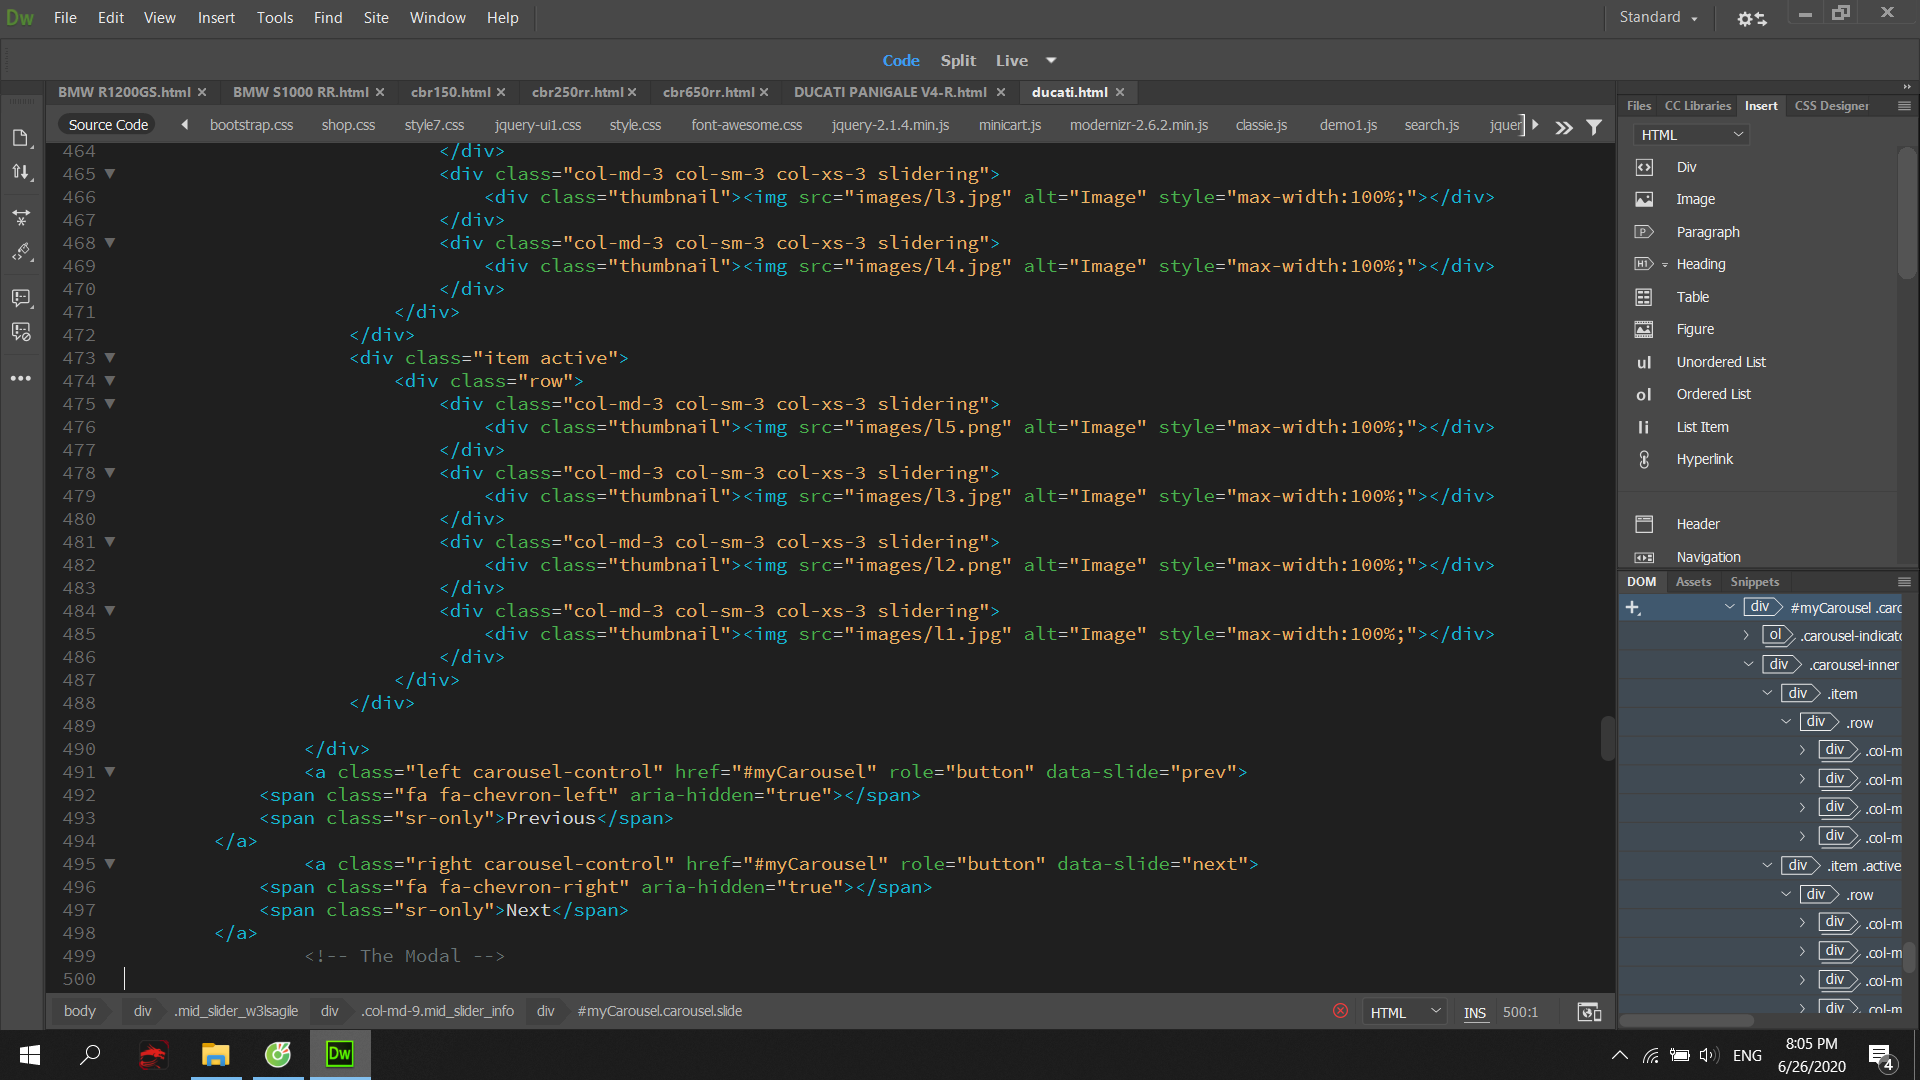 Dw File Edit View Insert Tools Find Site Window Help Standard
Code Split Live
BMW R1200GS.html BMW S1000 RR.html cbr150.html cbr250rr.html cbr650rr.html DUCATI PANIGALE V4-R.html ducati.html
Source Code bootstrap.css shop.css style7.css jquery-ui1.css style.css font-awesome.css jquery-2.1.4.min.js minicart.js modernizr-2.6.2.min.js classie.js demo1.js search.js jquer
464 </div>
465 <div class="col-md-3 col-sm-3 col-xs-3 slidering">
466 <div class="thumbnail"><img src="images/l3.jpg" alt="Image" style="max-width:100%;"></div>
467 </div>
468 <div class="col-md-3 col-sm-3 col-xs-3 slidering">
469 <div class="thumbnail"><img src="images/l4.jpg" alt="Image" style="max-width:100%;"></div>
470 </div>
471 </div>
472 </div>
473 <div class="item active">
474 <div class="row">
475 <div class="col-md-3 col-sm-3 col-xs-3 slidering">
476 <div class="thumbnail"><img src="images/l5.png" alt="Image" style="max-width:100%;"></div>
477 </div>
478 <div class="col-md-3 col-sm-3 col-xs-3 slidering">
479 <div class="thumbnail"><img src="images/l3.jpg" alt="Image" style="max-width:100%;"></div>
480 </div>
481 <div class="col-md-3 col-sm-3 col-xs-3 slidering">
482 <div class="thumbnail"><img src="images/l2.png" alt="Image" style="max-width:100%;"></div>
483 </div>
484 <div class="col-md-3 col-sm-3 col-xs-3 slidering">
485 <div class="thumbnail"><img src="images/l1.jpg" alt="Image" style="max-width:100%;"></div>
486 </div>
487 </div>
488 </div>
489
490 </div>
491 <a class="left carousel-control" href="#myCarousel" role="button" data-slide="prev">
492 <span class="fa fa-chevron-left" aria-hidden="true"></span>
493 <span class="sr-only">Previous</span>
494 </a>
495 <a class="right carousel-control" href="#myCarousel" role="button" data-slide="next">
496 <span class="fa fa-chevron-right" aria-hidden="true"></span>
497 <span class="sr-only">Next</span>
498 </a>
499 <!-- The Modal -->
500
body div .mid_slider_w3lsagile div .col-md-9.mid_slider_info div #myCarousel.carousel.slide HTML INS 500:1
Files CC Libraries Insert CSS Designer
HTML
Div
Image
P Paragraph
H1 Heading
Table
Figure
ul Unordered List
ol Ordered List
li List Item
Hyperlink
Header
Navigation
DOM Assets Snippets
div #myCarousel .carc
ol .carousel-indicato
div .carousel-inner
div .item
div .row
div .col-m
div .col-m
div .col-m
div .col-m
div .item .active
div .row
div .col-m
div .col-m
div .col-m
div .col-m
Dw ENG 8:05 PM
6/26/2020 4